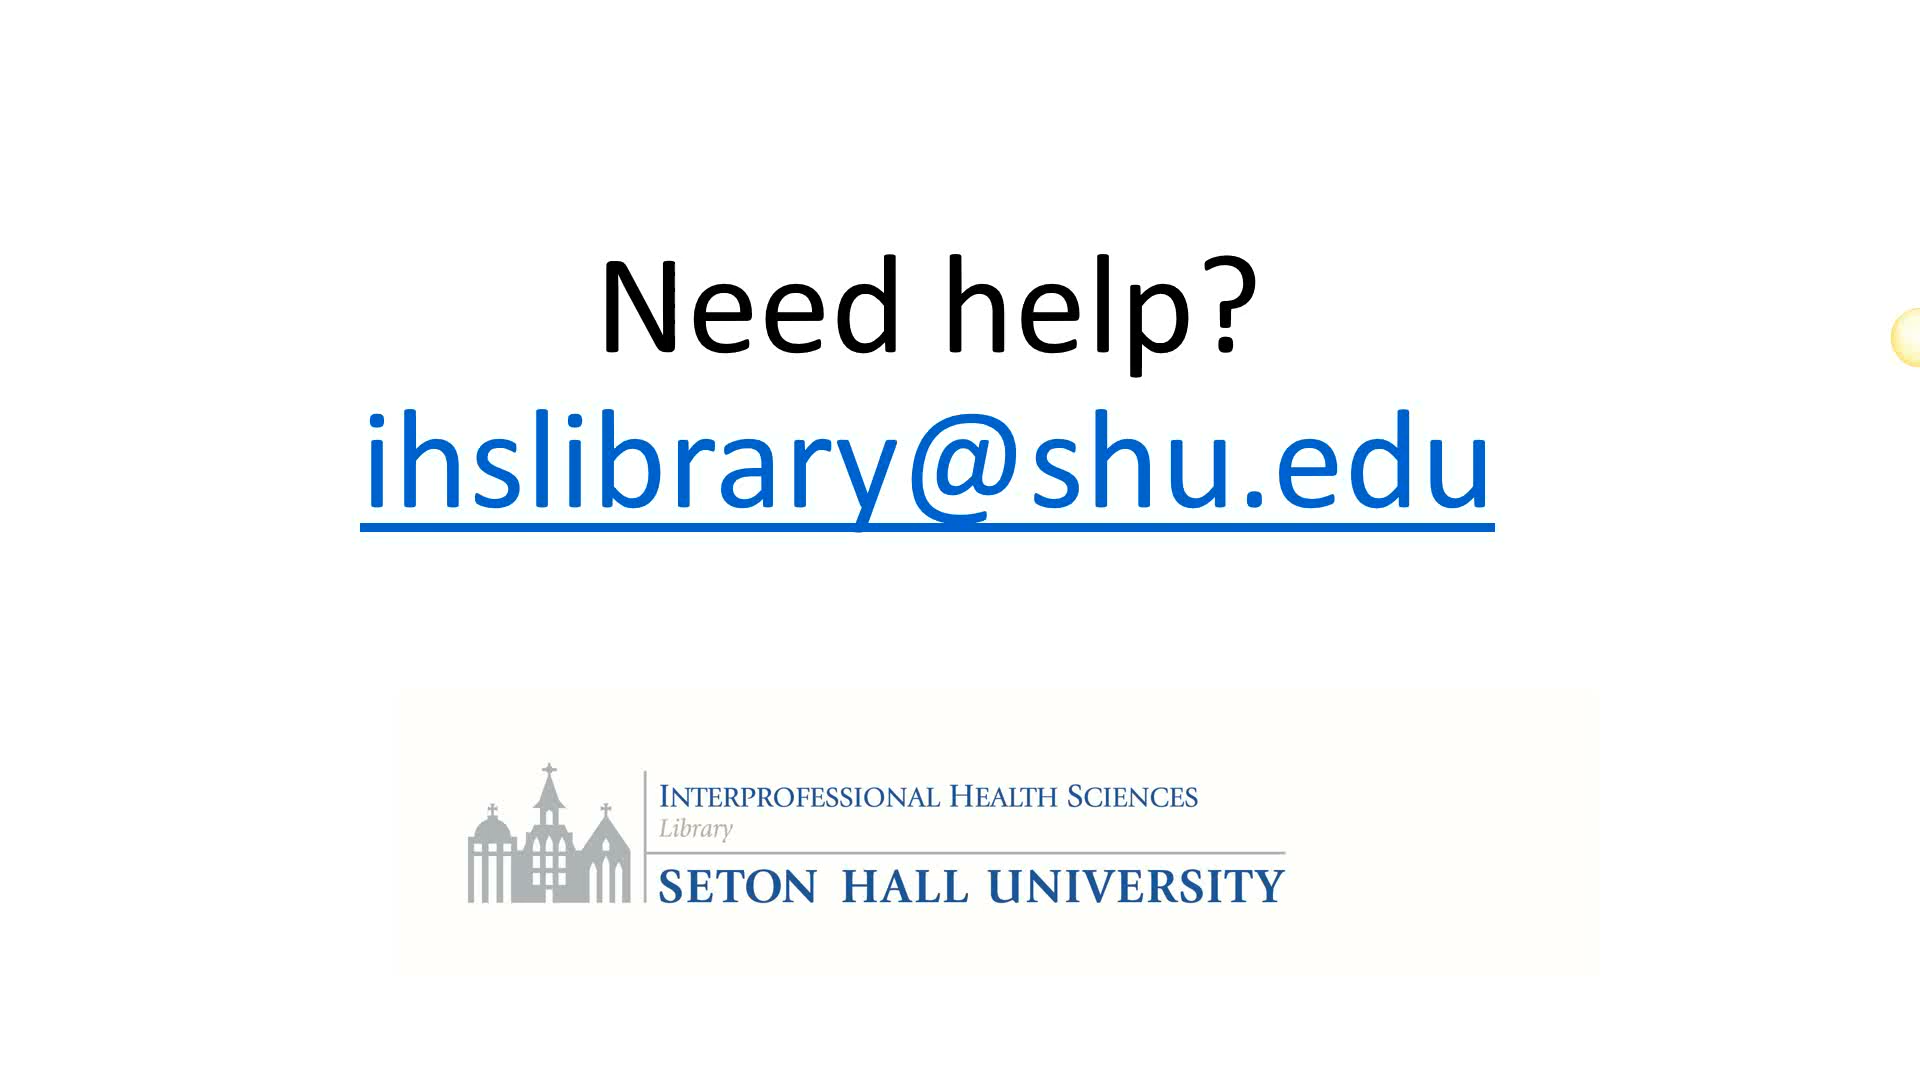 Need help?
ihslibrary@shu.edu
INTERPROFESSIONAL HEALTH SCIENCES
Library
SETON HALL UNIVERSITY